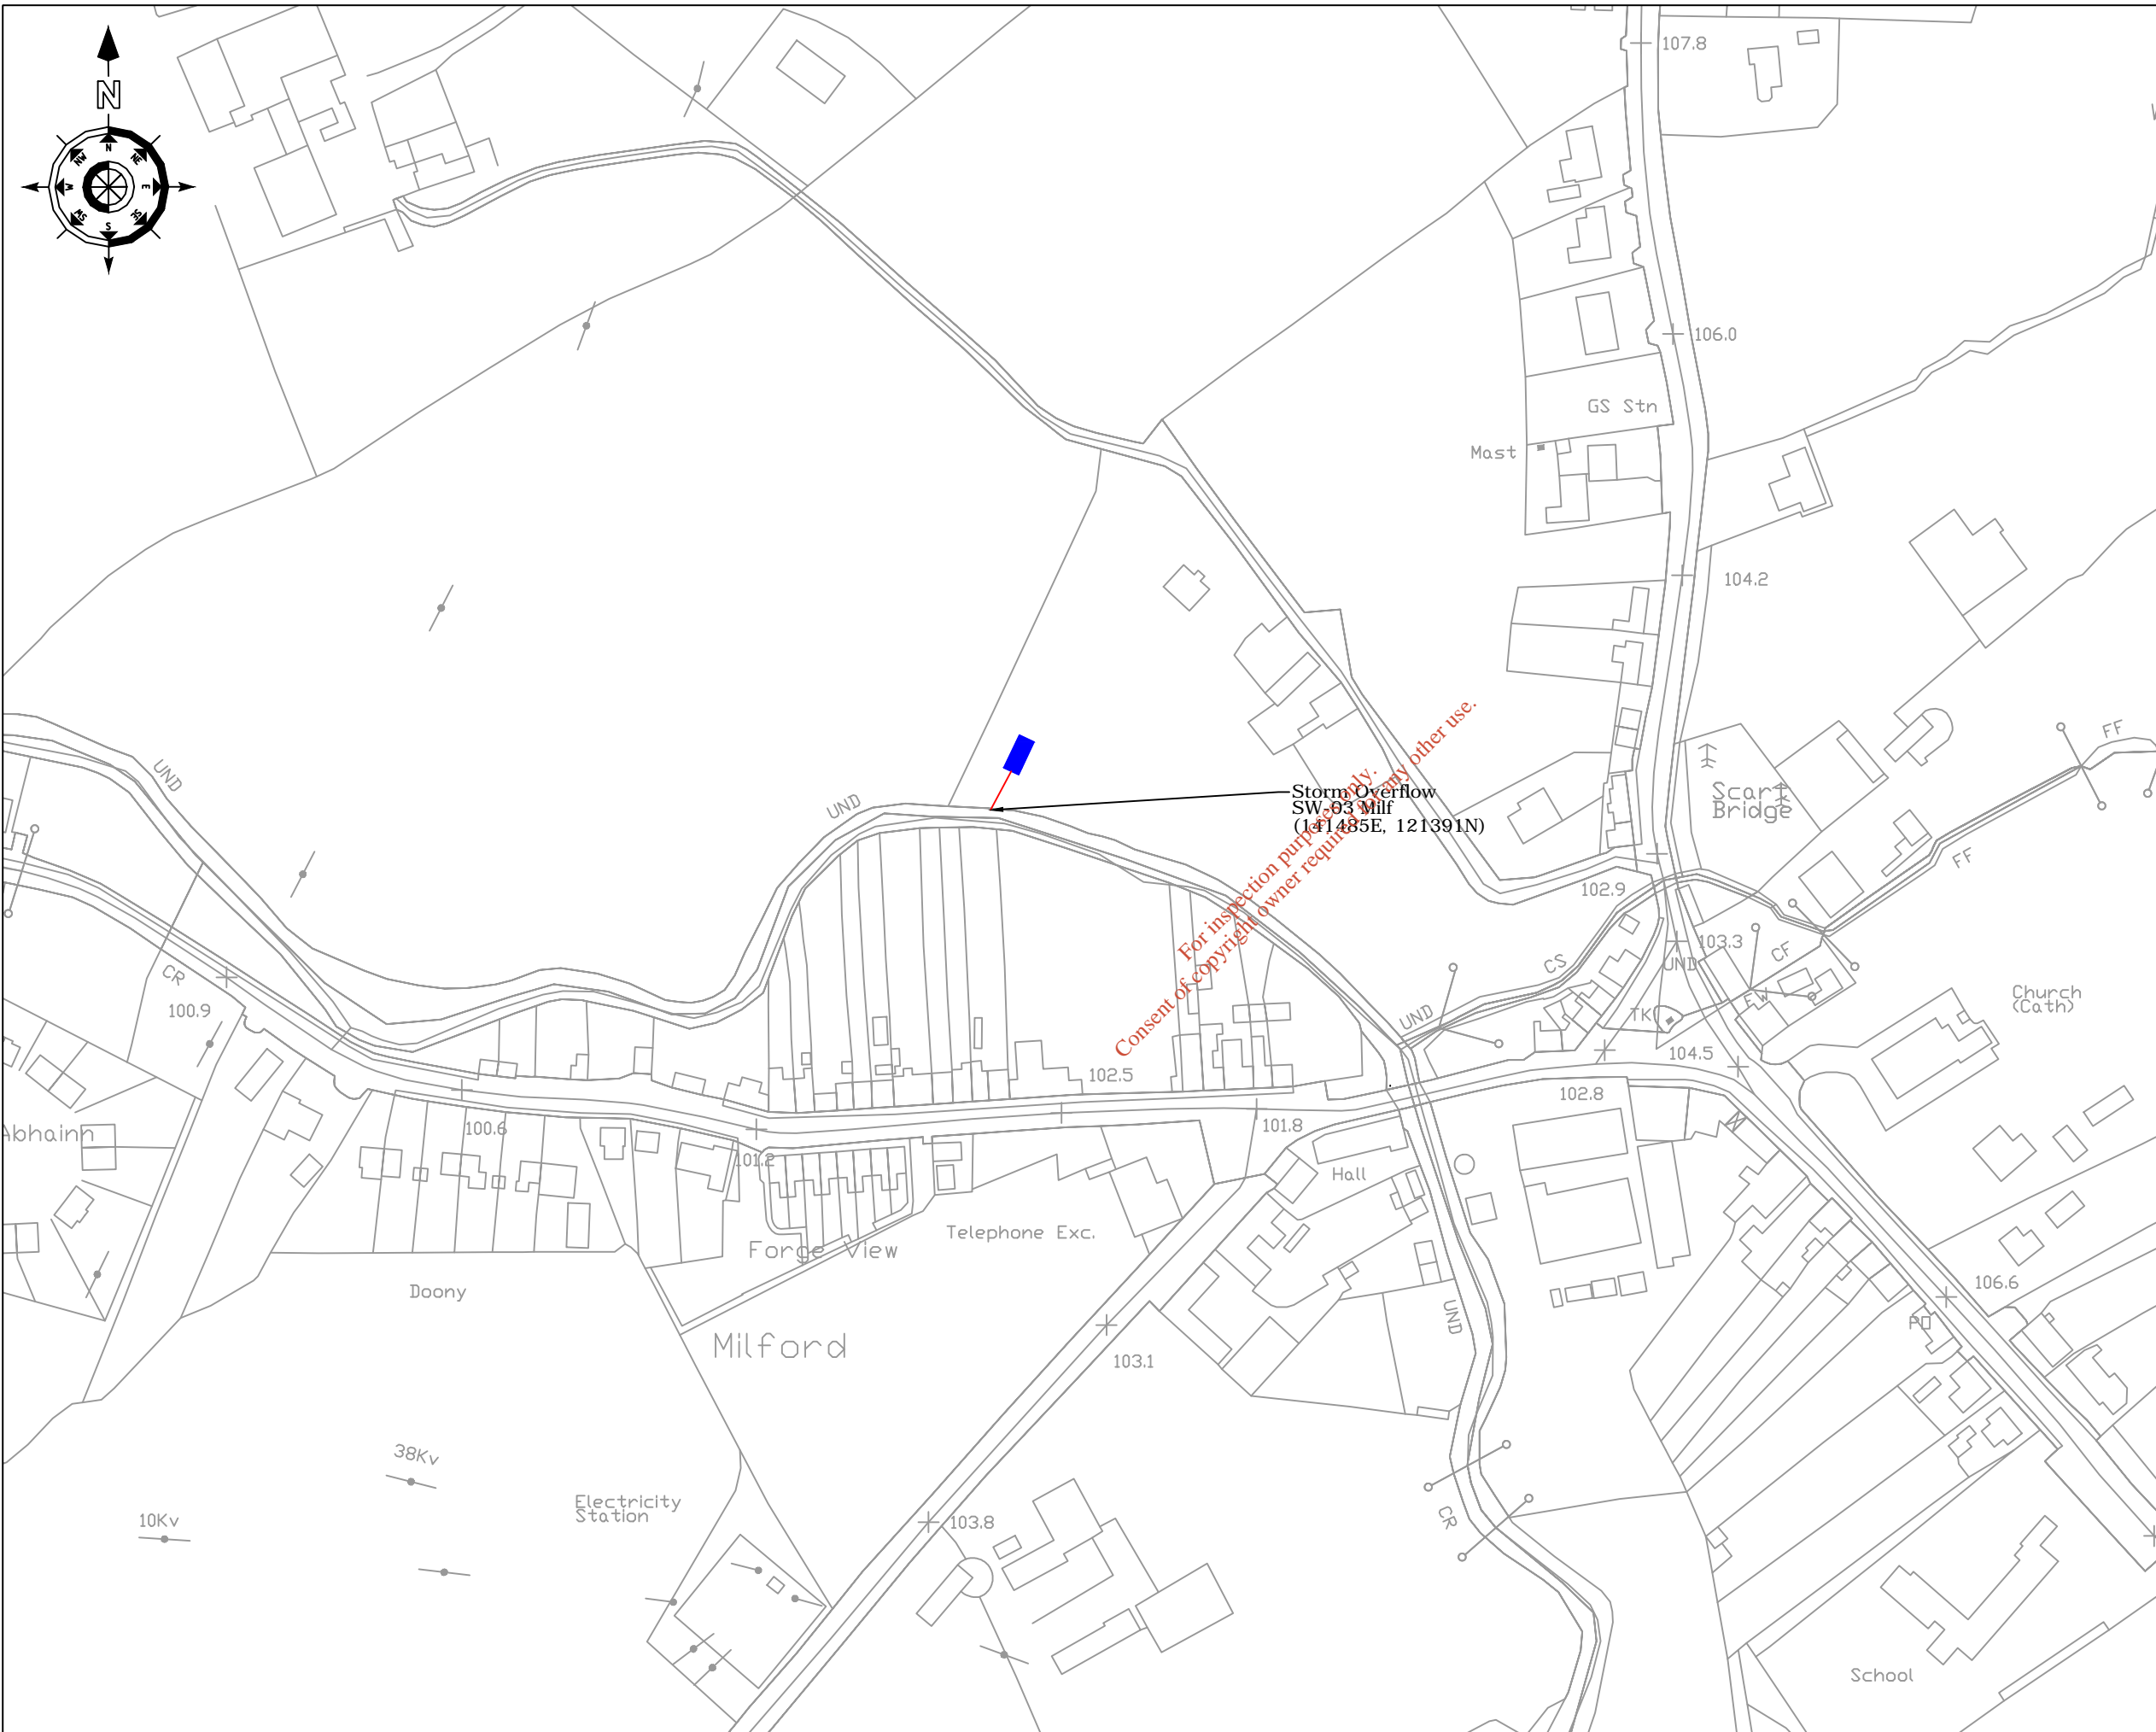 N
N
NE
E
SE
S
SW
W
NW
107.8
106.0
GS Stn
Mast
104.2
UND
UND
FF
Scart
Bridge
Storm Overflow
SW-03 Milf
(141485E, 121391N)
For inspection purposes only.
Consent of copyright owner required for any other use.
FF
102.9
CR
100.9
CS
103.3
CF
UND
Church
(Cath)
FW
TK
UND
104.5
102.5
102.8
Abhainn
100.6
101.2
101.8
Hall
Forge View
Telephone Exc.
Doony
106.6
PO
UND
Milford
103.1
38Kv
10Kv
Electricity
Station
103.8
CR
School